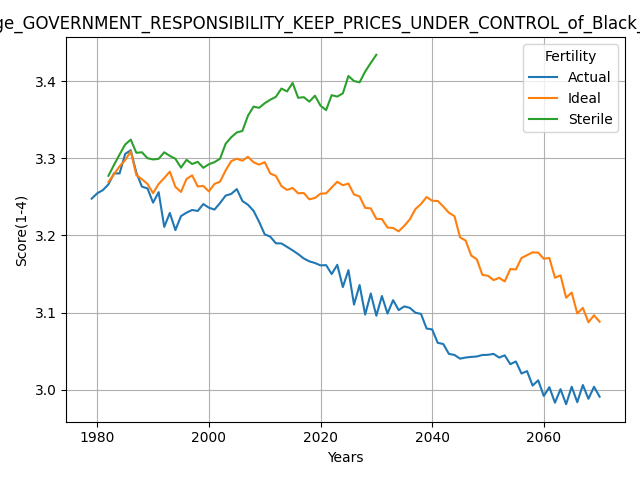 ge_GOVERNMENT_RESPONSIBILITY_KEEP_PRICES_UNDER_CONTROL_of_Black_
Fertility
Actual
Ideal
Sterile
Score(1-4)
3.4
3.3
3.2
3.1
3.0
1980 2000 2020 2040 2060
Years